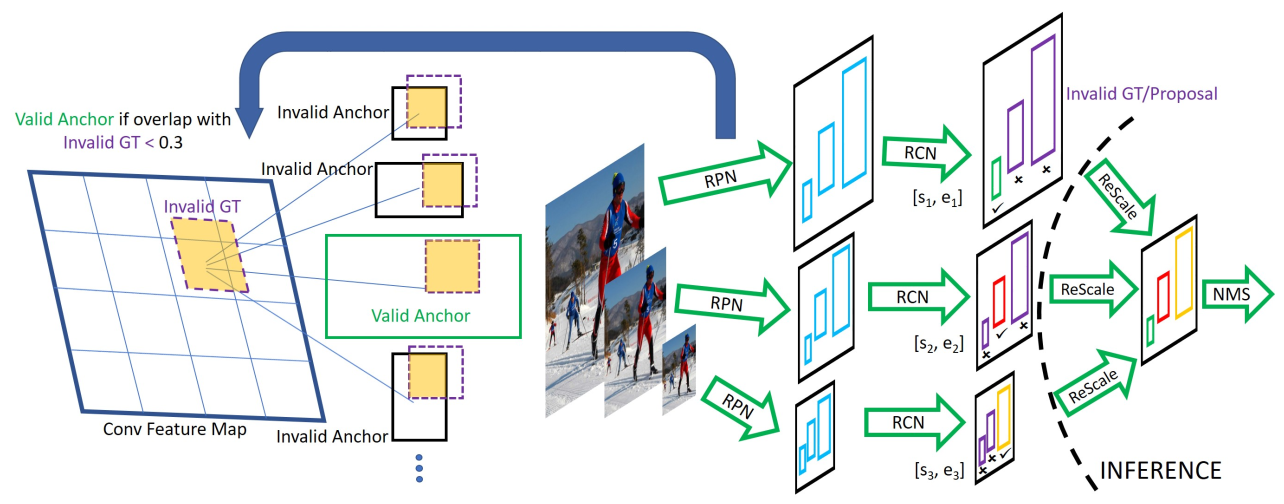 Valid Anchor if overlap with
Invalid GT < 0.3
Invalid GT
Conv Feature Map
Invalid Anchor
Invalid Anchor
Valid Anchor
Invalid Anchor
RPN
RPN
RPN
RCN
[s₁, e₁]
RCN
[s₂, e₂]
RCN
[s₃, e₃]
Invalid GT/Proposal
ReScale
ReScale
ReScale
NMS
INFERENCE